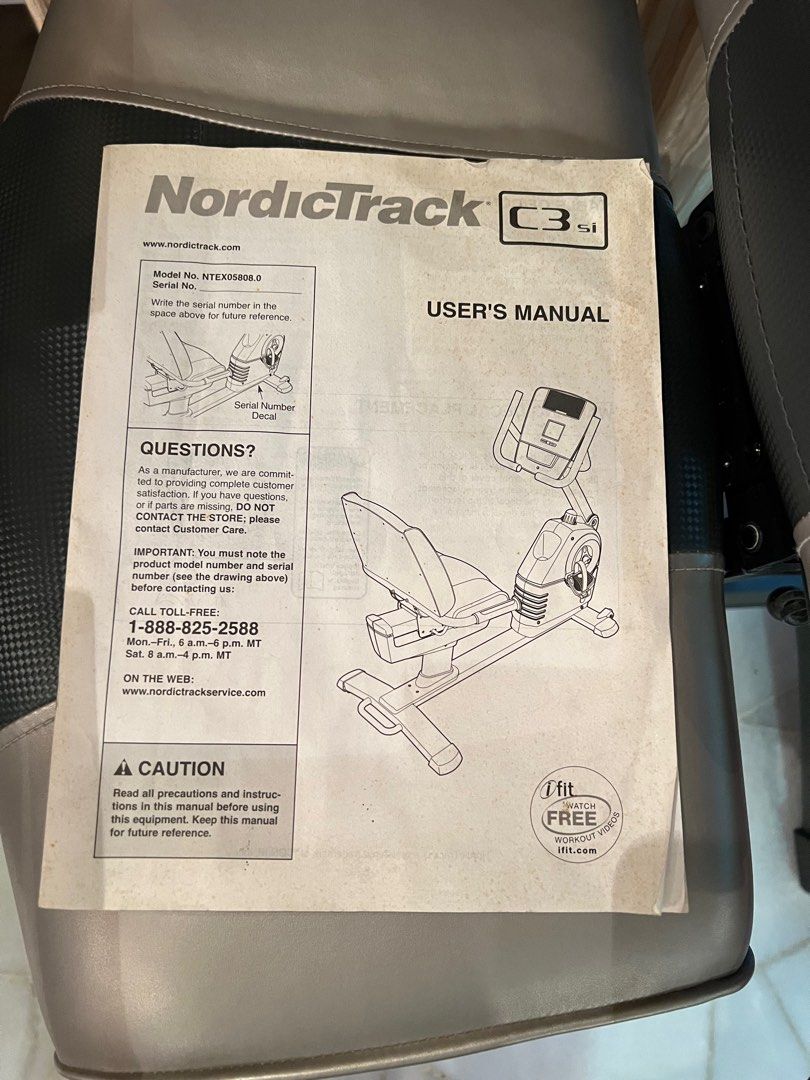 NordicTrack® C3 si
www.nordictrack.com
Model No. NTEX05808.0
Serial No.
Write the serial number in the
space above for future reference.
Serial Number
Decal
USER'S MANUAL
QUESTIONS?
As a manufacturer, we are commit-
ted to providing complete customer
satisfaction. If you have questions,
or if parts are missing, DO NOT
CONTACT THE STORE; please
contact Customer Care.
IMPORTANT: You must note the
product model number and serial
number (see the drawing above)
before contacting us:
CALL TOLL-FREE:
1-888-825-2588
Mon.–Fri., 6 a.m.–6 p.m. MT
Sat. 8 a.m.–4 p.m. MT
ON THE WEB:
www.nordictrackservice.com
CAUTION
Read all precautions and instruc-
tions in this manual before using
this equipment. Keep this manual
for future reference.
ifit
WATCH
FREE
WORKOUT VIDEOS
ifit.com